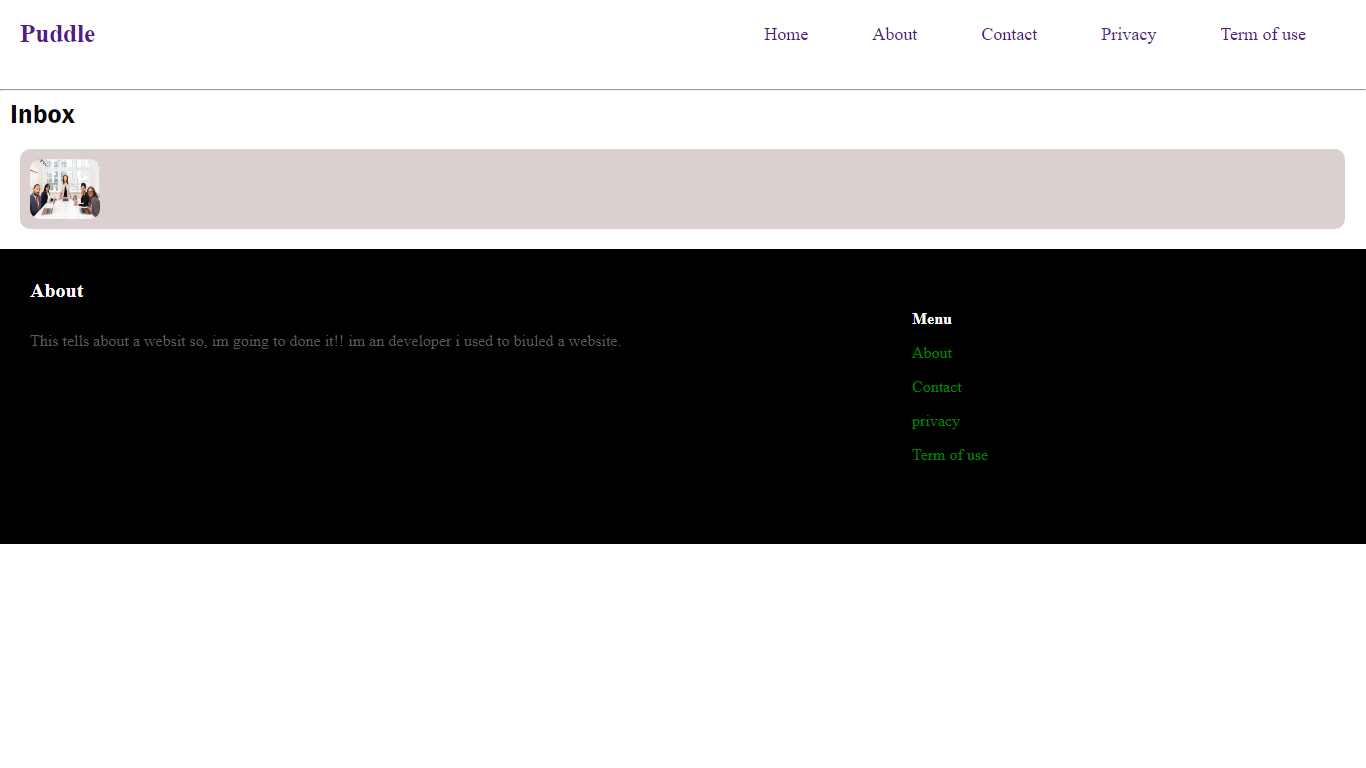 Puddle
Home About Contact Privacy Term of use
Inbox
About
This tells about a websit so, im going to done it!! im an developer i used to biuled a website.
Menu
About
Contact
privacy
Term of use